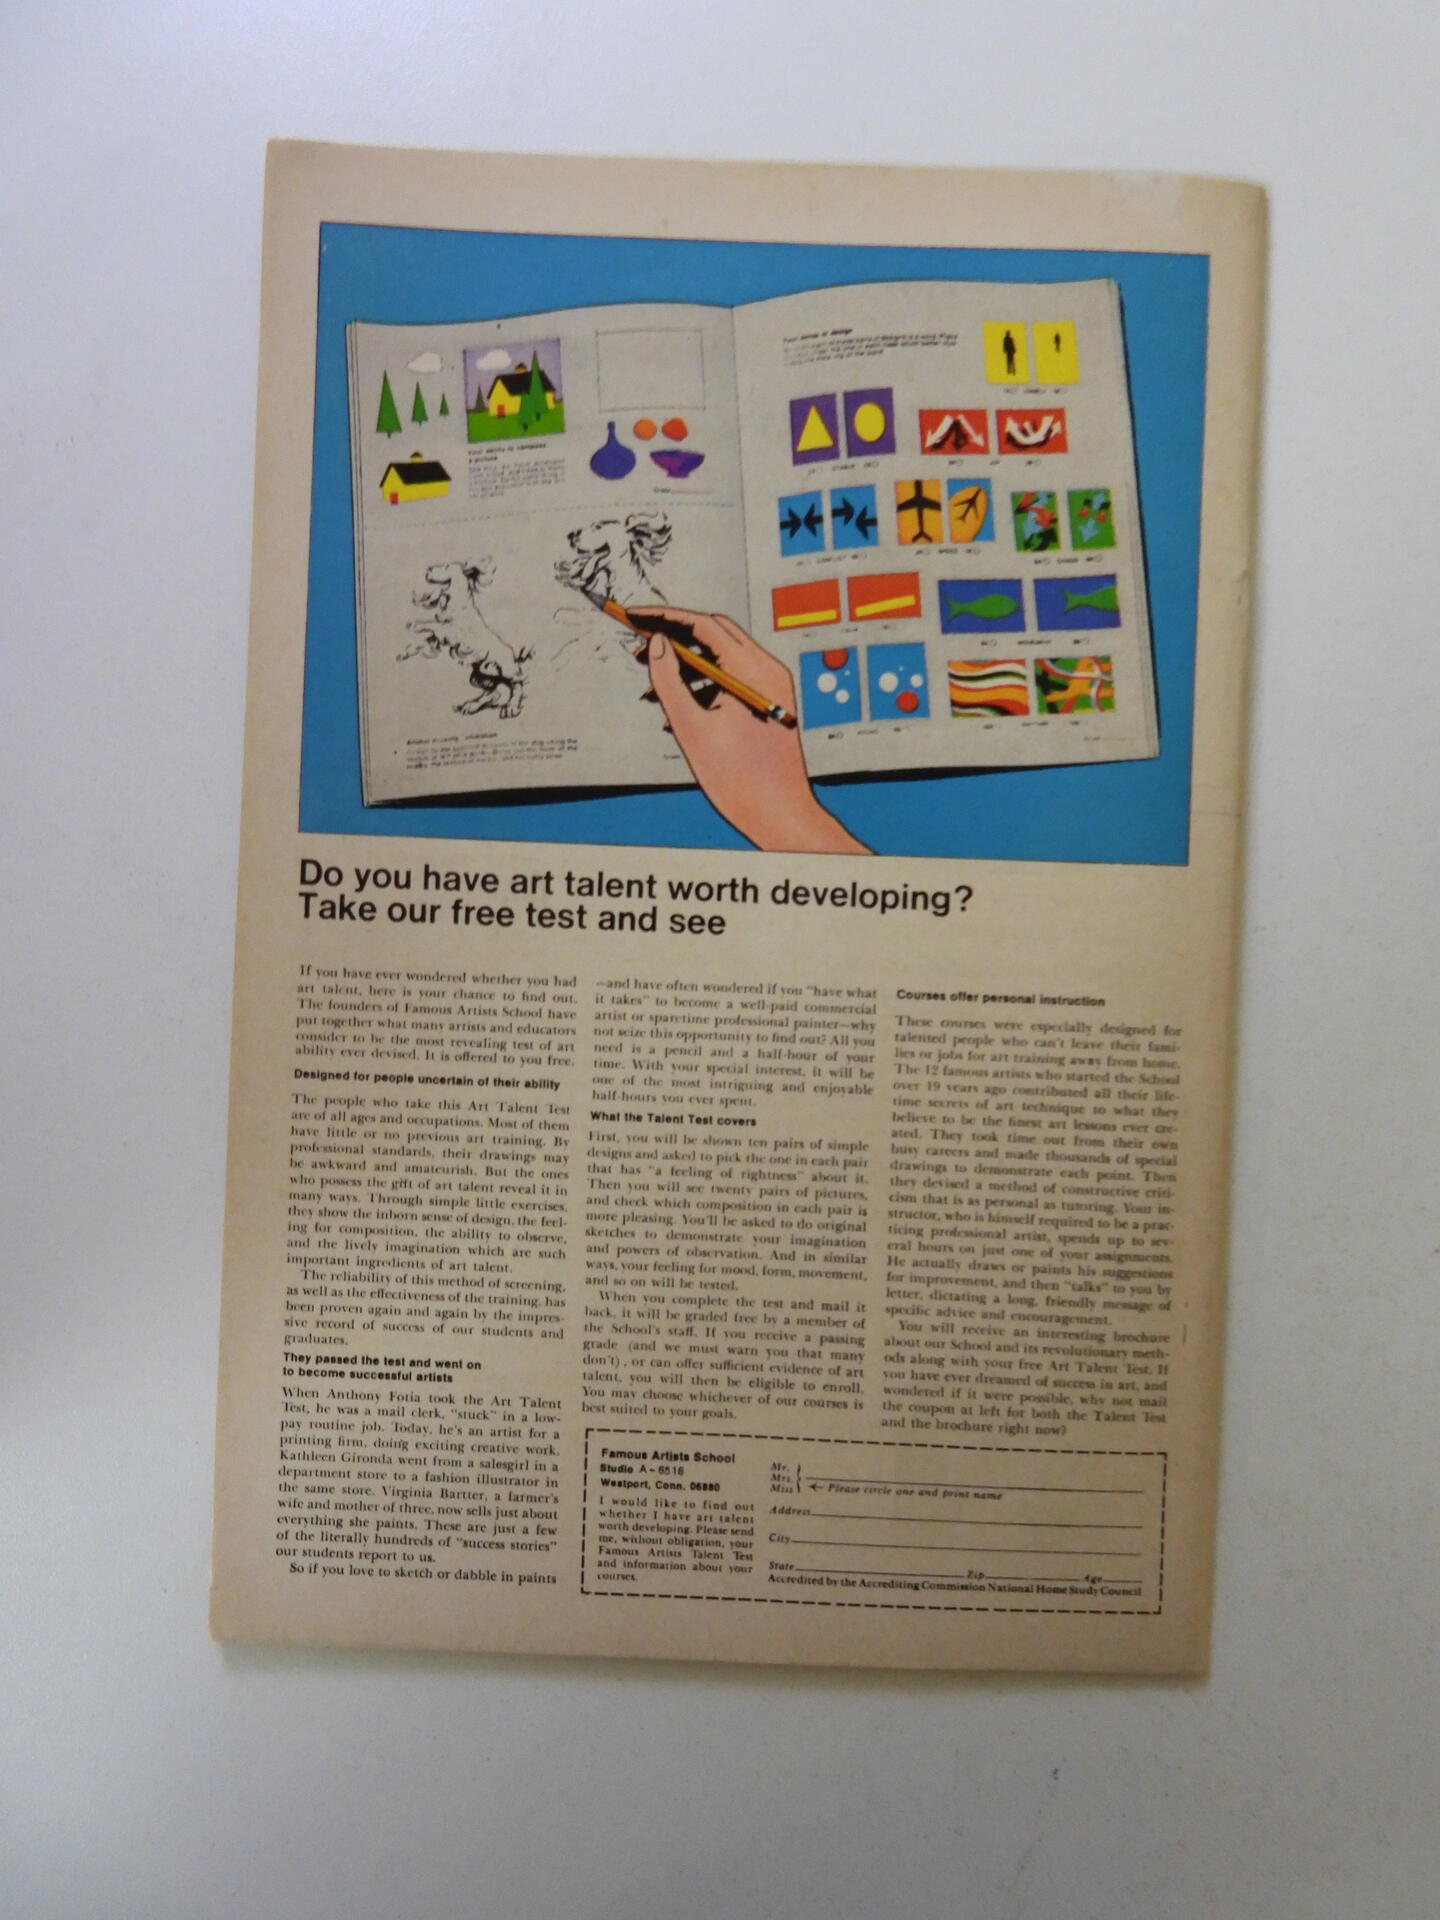 Your sense of design
Your ability to compose
a picture
Do you have art talent worth developing?
Take our free test and see
If you have ever wondered whether you had
art talent, here is your chance to find out.
The founders of Famous Artists School have
put together what many artists and educators
consider to be the most revealing test of art
ability ever devised. It is offered to you free.
Designed for people uncertain of their ability
The people who take this Art Talent Test
are of all ages and occupations. Most of them
have little or no previous art training. By
professional standards, their drawings may
be awkward and amateurish. But the ones
who possess the gift of art talent reveal it in
many ways. Through simple little exercises,
they show the inborn sense of design, the feel-
ing for composition, the ability to observe,
and the lively imagination which are such
important ingredients of art talent.
The reliability of this method of screening,
as well as the effectiveness of the training, has
been proven again and again by the impres-
sive record of success of our students and
graduates.
They passed the test and went on
to become successful artists
When Anthony Fotia took the Art Talent
Test, he was a mail clerk, "stuck" in a low-
pay routine job. Today, he's an artist for a
printing firm, doing exciting creative work.
Kathleen Gironda went from a salesgirl in a
department store to a fashion illustrator in
the same store. Virginia Bartter, a farmer's
wife and mother of three, now sells just about
everything she paints. These are just a few
of the literally hundreds of "success stories"
our students report to us.
So if you love to sketch or dabble in paints
—and have often wondered if you "have what
it takes" to become a well-paid commercial
artist or sparetime professional painter—why
not seize this opportunity to find out? All you
need is a pencil and a half-hour of your
time. With your special interest, it will be
one of the most intriguing and enjoyable
half-hours you ever spent.
What the Talent Test covers
First, you will be shown ten pairs of simple
designs and asked to pick the one in each pair
that has "a feeling of rightness" about it.
Then you will see twenty pairs of pictures,
and check which composition in each pair is
more pleasing. You'll be asked to do original
sketches to demonstrate your imagination
and powers of observation. And in similar
ways, your feeling for mood, form, movement,
and so on will be tested.
When you complete the test and mail it
back, it will be graded free by a member of
the School's staff. If you receive a passing
grade (and we must warn you that many
don't), or can offer sufficient evidence of art
talent, you will then be eligible to enroll.
You may choose whichever of our courses is
best suited to your goals.
Courses offer personal instruction
These courses were especially designed for
talented people who can't leave their fami-
lies or jobs for art training away from home.
The 12 famous artists who started the School
over 19 years ago contributed all their life-
time secrets of art technique to what they
believe to be the finest art lessons ever cre-
ated. They took time out from their own
busy careers and made thousands of special
drawings to demonstrate each point. Then
they devised a method of constructive criti-
cism that is as personal as tutoring. Your in-
structor, who is himself required to be a prac-
ticing professional artist, spends up to sev-
eral hours on just one of your assignments.
He actually draws or paints his suggestions
for improvement, and then "talks" to you by
letter, dictating a long, friendly message of
specific advice and encouragement.
You will receive an interesting brochure
about our School and its revolutionary meth-
ods along with your free Art Talent Test. If
you have ever dreamed of success in art, and
wondered if it were possible, why not mail
the coupon at left for both the Talent Test
and the brochure right now?
Famous Artists School
Studio A-6516
Westport, Conn. 06880
I would like to find out
whether I have art talent
worth developing. Please send
me, without obligation, your
Famous Artists Talent Test
and information about your
courses.
Mr.
Mrs.
Miss
Please circle one and print name
Address
City
State Zip Age
Accredited by the Accrediting Commission National Home Study Council